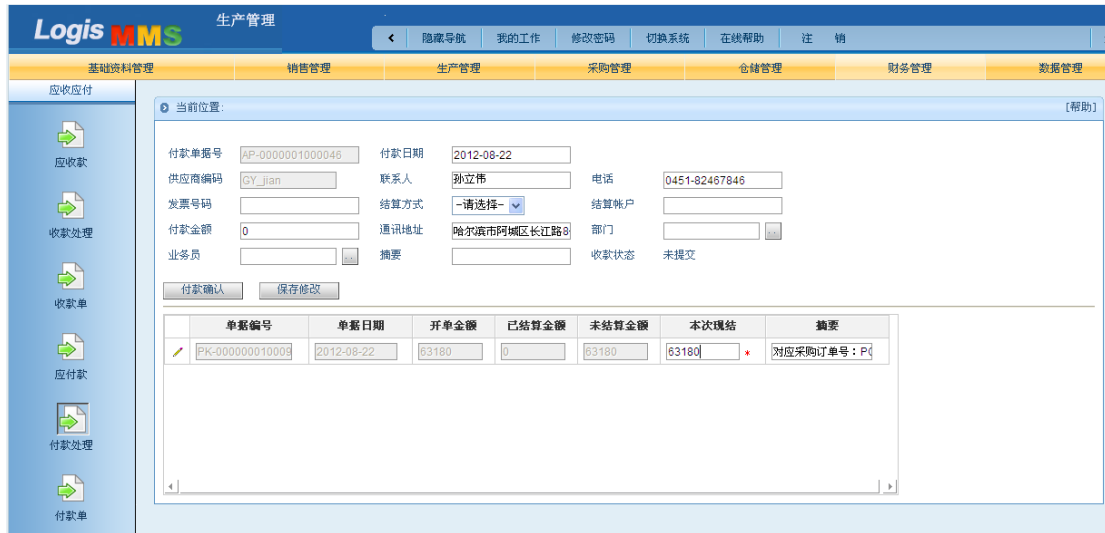 Logis MMS
生产管理
隐藏导航 我的工作 修改密码 切换系统 在线帮助 注 销
基础资料管理 销售管理 生产管理 采购管理 仓储管理 财务管理 数据管理
应收应付
当前位置: [帮助]
应收款
收款处理
收款单
应付款
付款处理
付款单
付款单据号 AP-0000001000046 付款日期 2012-08-22
供应商编码 GY_jian 联系人 孙立伟 电话 0451-82467846
发票号码 结算方式 -请选择- 结算帐户
付款金额 0 通讯地址 哈尔滨市阿城区长江路8 部门 ..
业务员 .. 摘要 收款状态 未提交
付款确认 保存修改
单据编号 单据日期 开单金额 已结算金额 未结算金额 本次现结 摘要
PK-000000010009 2012-08-22 63180 0 63180 63180 * 对应采购订单号：PO